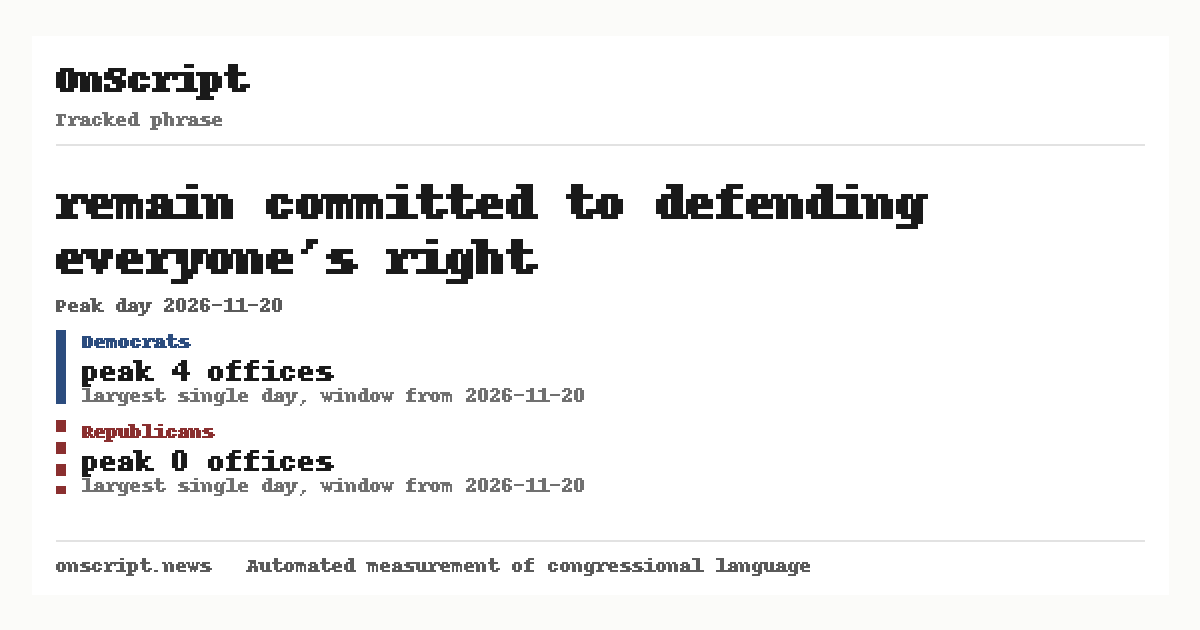 OnScript
Tracked phrase
remain committed to defending
everyone's right
Peak day 2026-11-20
Democrats
peak 4 offices
largest single day, window from 2026-11-20
Republicans
peak 0 offices
largest single day, window from 2026-11-20
onscript.news Automated measurement of congressional language